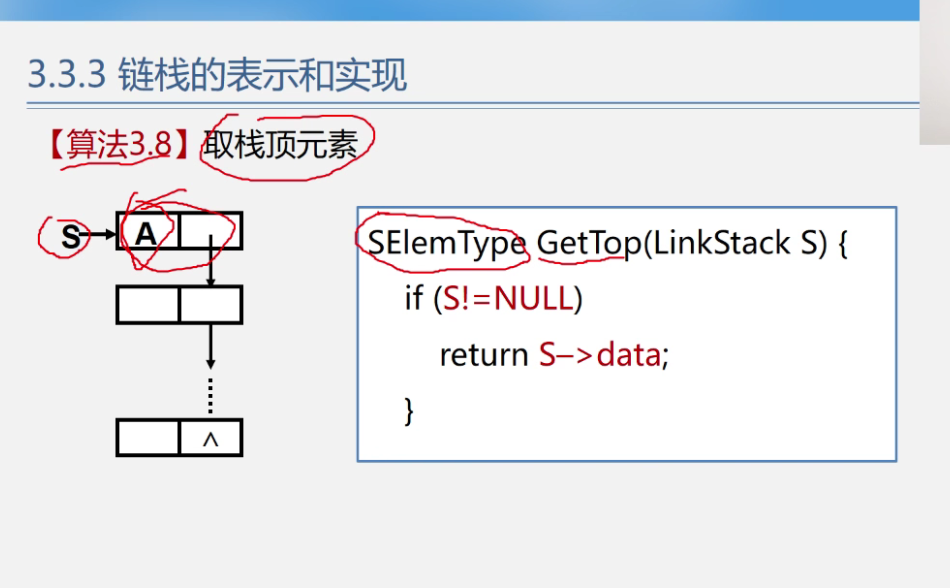 3.3.3 链栈的表示和实现
【算法3.8】取栈顶元素
S
A
^
SElemType GetTop(LinkStack S) {
if (S!=NULL)
return S–>data;
}